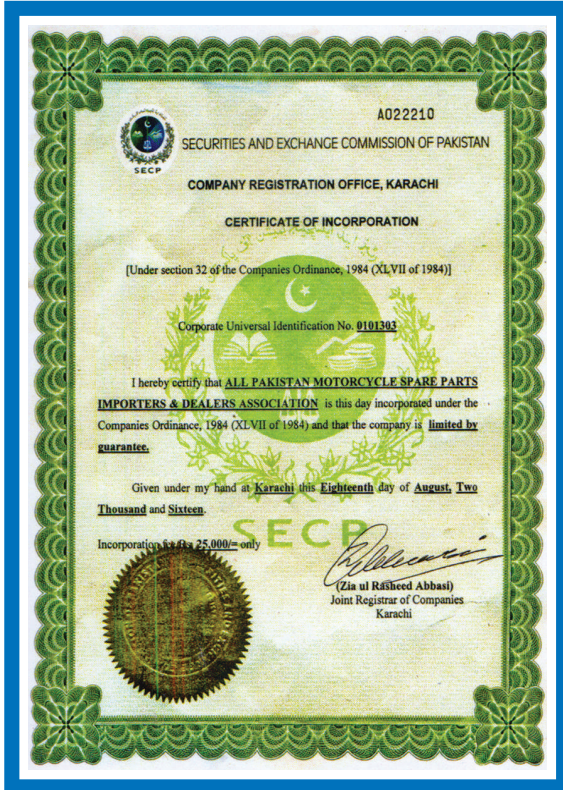 A022210
SECP
SECURITIES AND EXCHANGE COMMISSION OF PAKISTAN
COMPANY REGISTRATION OFFICE, KARACHI
CERTIFICATE OF INCORPORATION
[Under section 32 of the Companies Ordinance, 1984 (XLVII of 1984)]
Corporate Universal Identification No. 0101303
I hereby certify that ALL PAKISTAN MOTORCYCLE SPARE PARTS
IMPORTERS & DEALERS ASSOCIATION is this day incorporated under the
Companies Ordinance, 1984 (XLVII of 1984) and that the company is limited by
guarantee.
Given under my hand at Karachi this Eighteenth day of August, Two
Thousand and Sixteen.
SECP
Incorporation fee Rs 25,000/= only
(Zia ul Rasheed Abbasi)
Joint Registrar of Companies
Karachi